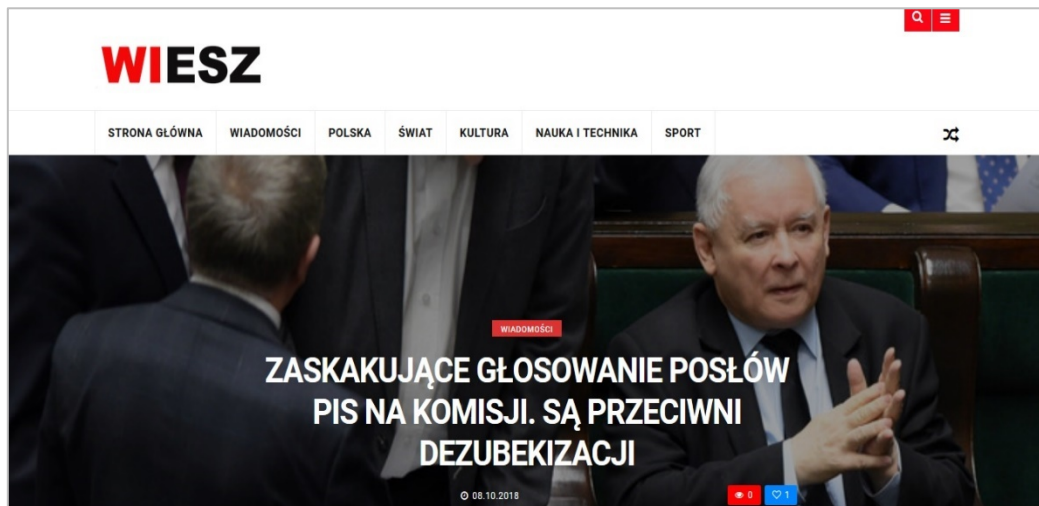 WIESZ
STRONA GŁÓWNA WIADOMOŚCI POLSKA ŚWIAT KULTURA NAUKA I TECHNIKA SPORT
WIADOMOŚCI
ZASKAKUJĄCE GŁOSOWANIE POSŁÓW
PIS NA KOMISJI. SĄ PRZECIWNI
DEZUBEKIZACJI
08.10.2018 0 1